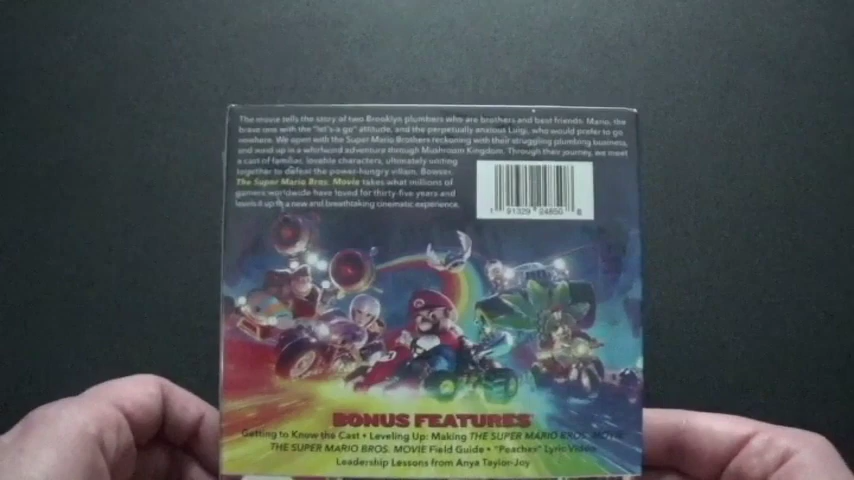 The movie tells the story of two Brooklyn plumbers who are brothers and best friends: Mario, the
brave one with the "let's-a go" attitude, and the perpetually anxious Luigi, who would prefer to go
nowhere. We open with the Super Mario Brothers reckoning with their struggling plumbing business,
and wind up in a whirlwind adventure through Mushroom Kingdom. Through their journey, we meet
a cast of familiar, lovable characters, ultimately uniting
together to defeat the power-hungry villain, Bowser.
The Super Mario Bros. Movie takes what millions of
gamers worldwide have loved for thirty-five years and
levels it up to a new and breathtaking cinematic experience.
1 91329 04850 8
BONUS FEATURES
Getting to Know the Cast • Leveling Up: Making THE SUPER MARIO BROS. MOVIE
THE SUPER MARIO BROS. MOVIE Field Guide • "Peaches" Lyric Video
Leadership Lessons from Anya Taylor-Joy